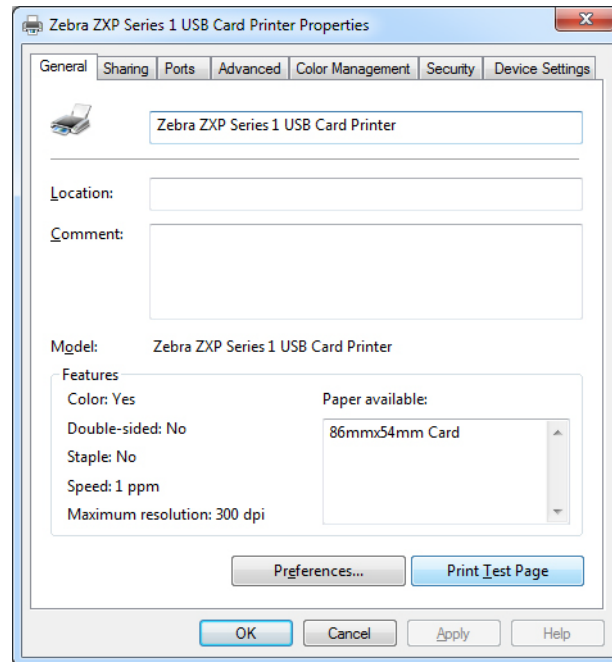 Zebra ZXP Series 1 USB Card Printer Properties
General Sharing Ports Advanced Color Management Security Device Settings
Zebra ZXP Series 1 USB Card Printer
Location:
Comment:
Model: Zebra ZXP Series 1 USB Card Printer
Features
Color: Yes Paper available:
Double-sided: No 86mmx54mm Card
Staple: No
Speed: 1 ppm
Maximum resolution: 300 dpi
Preferences... Print Test Page
OK Cancel Apply Help